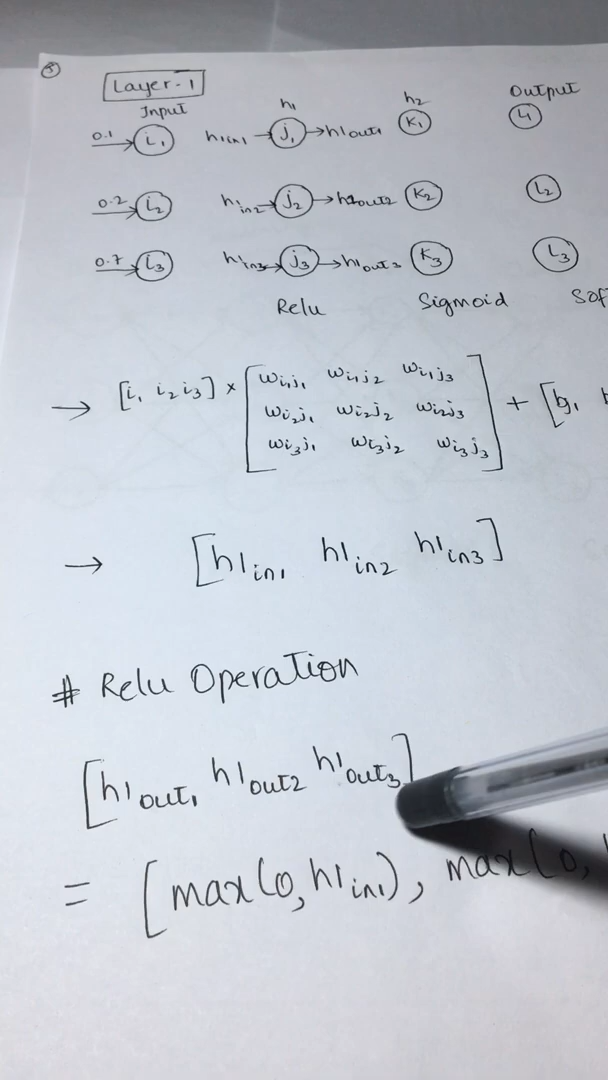 ③
Layer-1
Input h1 h2 Output
0.1 → i1 h1in1 → j1 → h1out1 K1 L1
0.2 → i2 hin2 → j2 → h1out2 K2 L2
0.7 → i3 h1in3 → j3 → h1out3 K3 L3
Relu Sigmoid Sof
→ [i1 i2 i3] × [wi1j1 wi1j2 wi1j3
wi2j1 wi2j2 wi2j3
wi3j1 wi3j2 wi3j3] + [b1
→ [h1in1 h1in2 h1in3]
# Relu Operation
[h1out1 h1out2 h1out3]
= [max(0, h1in1), max(0,